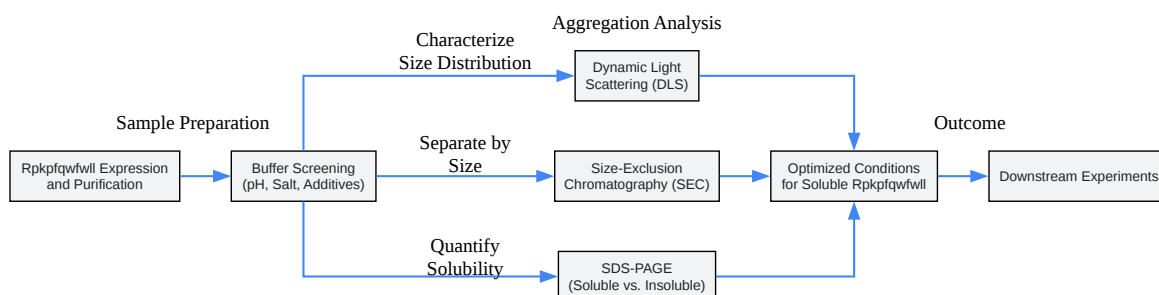 Aggregation Analysis
Characterize
Size Distribution
Dynamic Light
Scattering (DLS)
Sample Preparation
Outcome
Rpkpfqwfwll Expression
and Purification
Buffer Screening
(pH, Salt, Additives)
Separate by
Size
Size-Exclusion
Chromatography (SEC)
Optimized Conditions
for Soluble Rpkpfqwfwll
Downstream Experiments
Quantify
Solubility
SDS-PAGE
(Soluble vs. Insoluble)